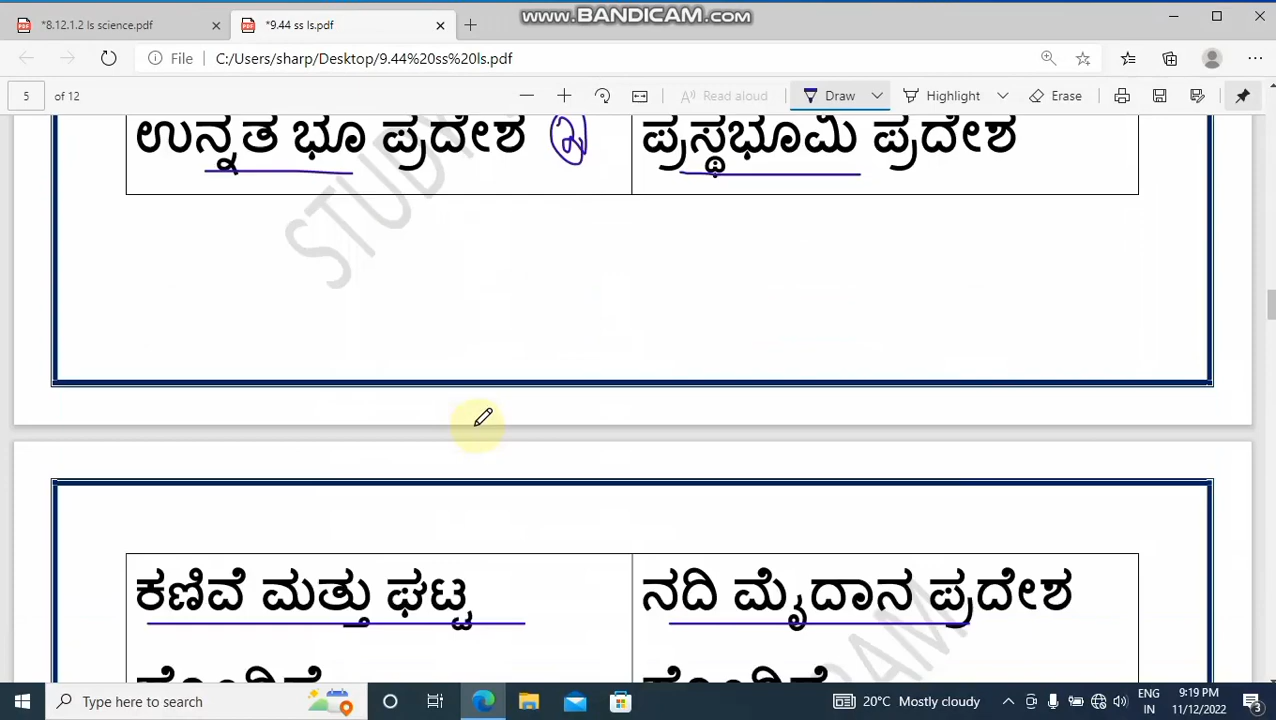 www.BANDICAM.com
*8.12.1.2 ls science.pdf
*9.44 ss ls.pdf
File
C:/Users/sharp/Desktop/9.44%20ss%20ls.pdf
5
of 12
Read aloud
Draw
Highlight
Erase
ಉನ್ನತ ಭೂ ಪ್ರದೇಶ
ಪ್ರಸ್ಥಭೂಮಿ ಪ್ರದೇಶ
STUDY
ಕಣಿವೆ ಮತ್ತು ಘಟ್ಟ
ನದಿ ಮೈದಾನ ಪ್ರದೇಶ
Type here to search
20°C Mostly cloudy
ENG
IN
9:19 PM
11/12/2022
3